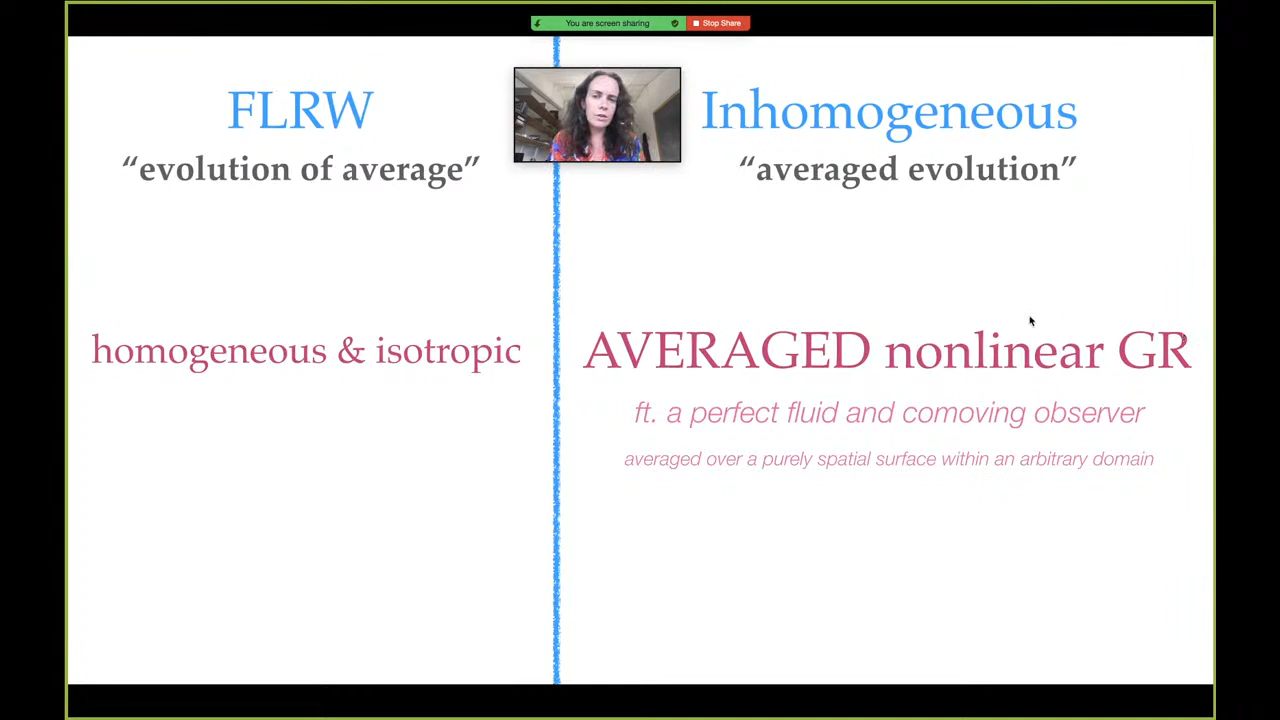 You are screen sharing
Stop Share
FLRW
“evolution of average”
homogeneous & isotropic
Inhomogeneous
“averaged evolution”
AVERAGED nonlinear GR
ft. a perfect fluid and comoving observer
averaged over a purely spatial surface within an arbitrary domain